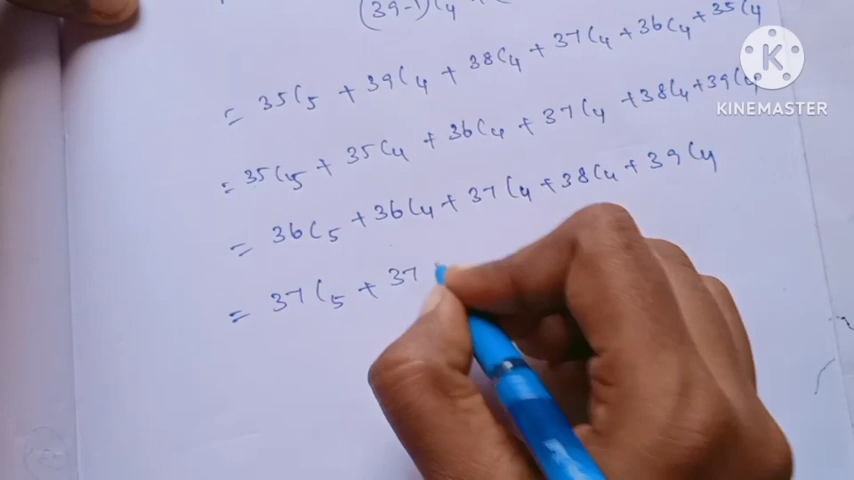 (39-1)C4
= 35C5 + 39C4 + 38C4 + 37C4 + 36C4 + 35C4
= 35C5 + 35C4 + 36C4 + 37C4 + 38C4 + 39C4
= 36C5 + 36C4 + 37C4 + 38C4 + 39C4
= 37C5 + 37
K
KINEMASTER